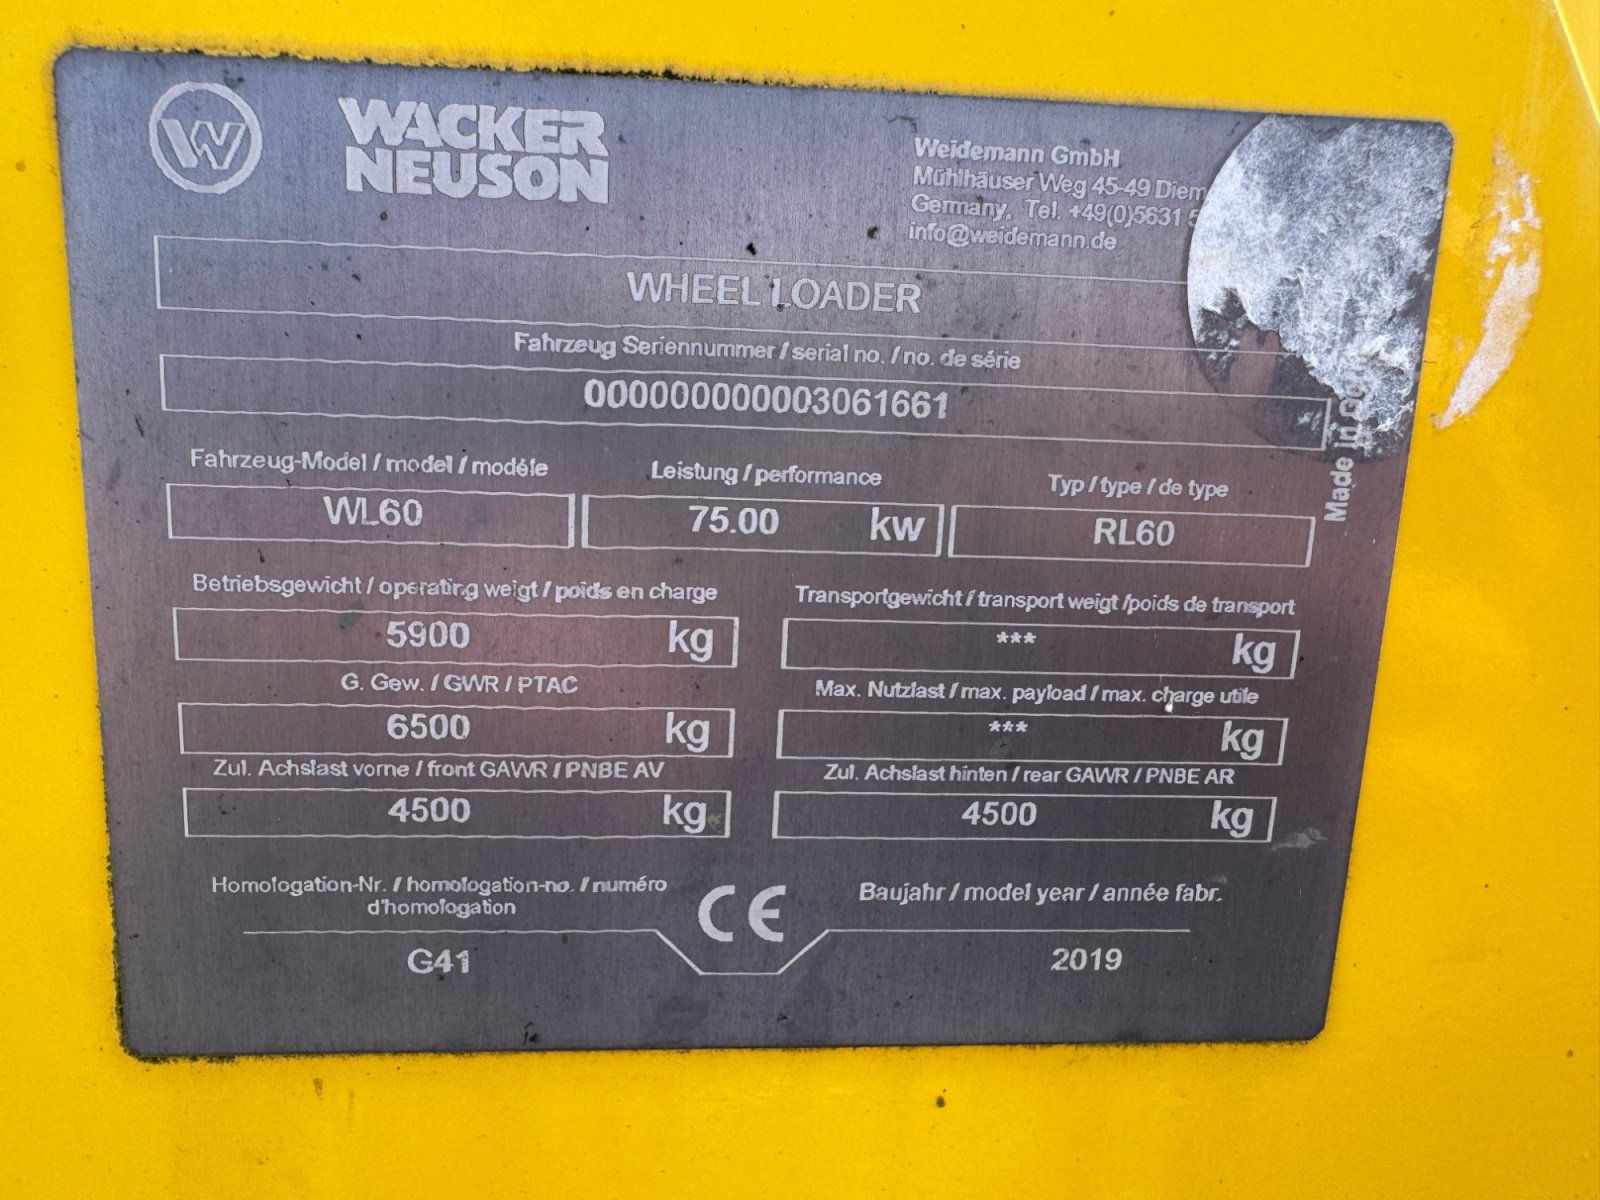 W
WACKER
NEUSON
Weidemann GmbH
Mühlhäuser Weg 45-49
Germany, Tel. +49(0)5631
info@weidemann.de
WHEEL LOADER
Fahrzeug Seriennummer / serial no. / no. de série
000000000003061661
Fahrzeug-Model / model / modéle
WL60
Leistung / performance
75.00 kw
Typ / type / de type
RL60
Made in
Betriebsgewicht / operating weigt / poids en charge
5900 kg
Transportgewicht / transport weigt /poids de transport
*** kg
G. Gew. / GWR / PTAC
6500 kg
Max. Nutzlast / max. payload / max. charge utile
*** kg
Zul. Achslast vorne / front GAWR / PNBE AV
4500 kg
Zul. Achslast hinten / rear GAWR / PNBE AR
4500 kg
Homologation-Nr. / homologation-no. / numéro
d'homologation
G41
CE
Baujahr / model year / année fabr.
2019